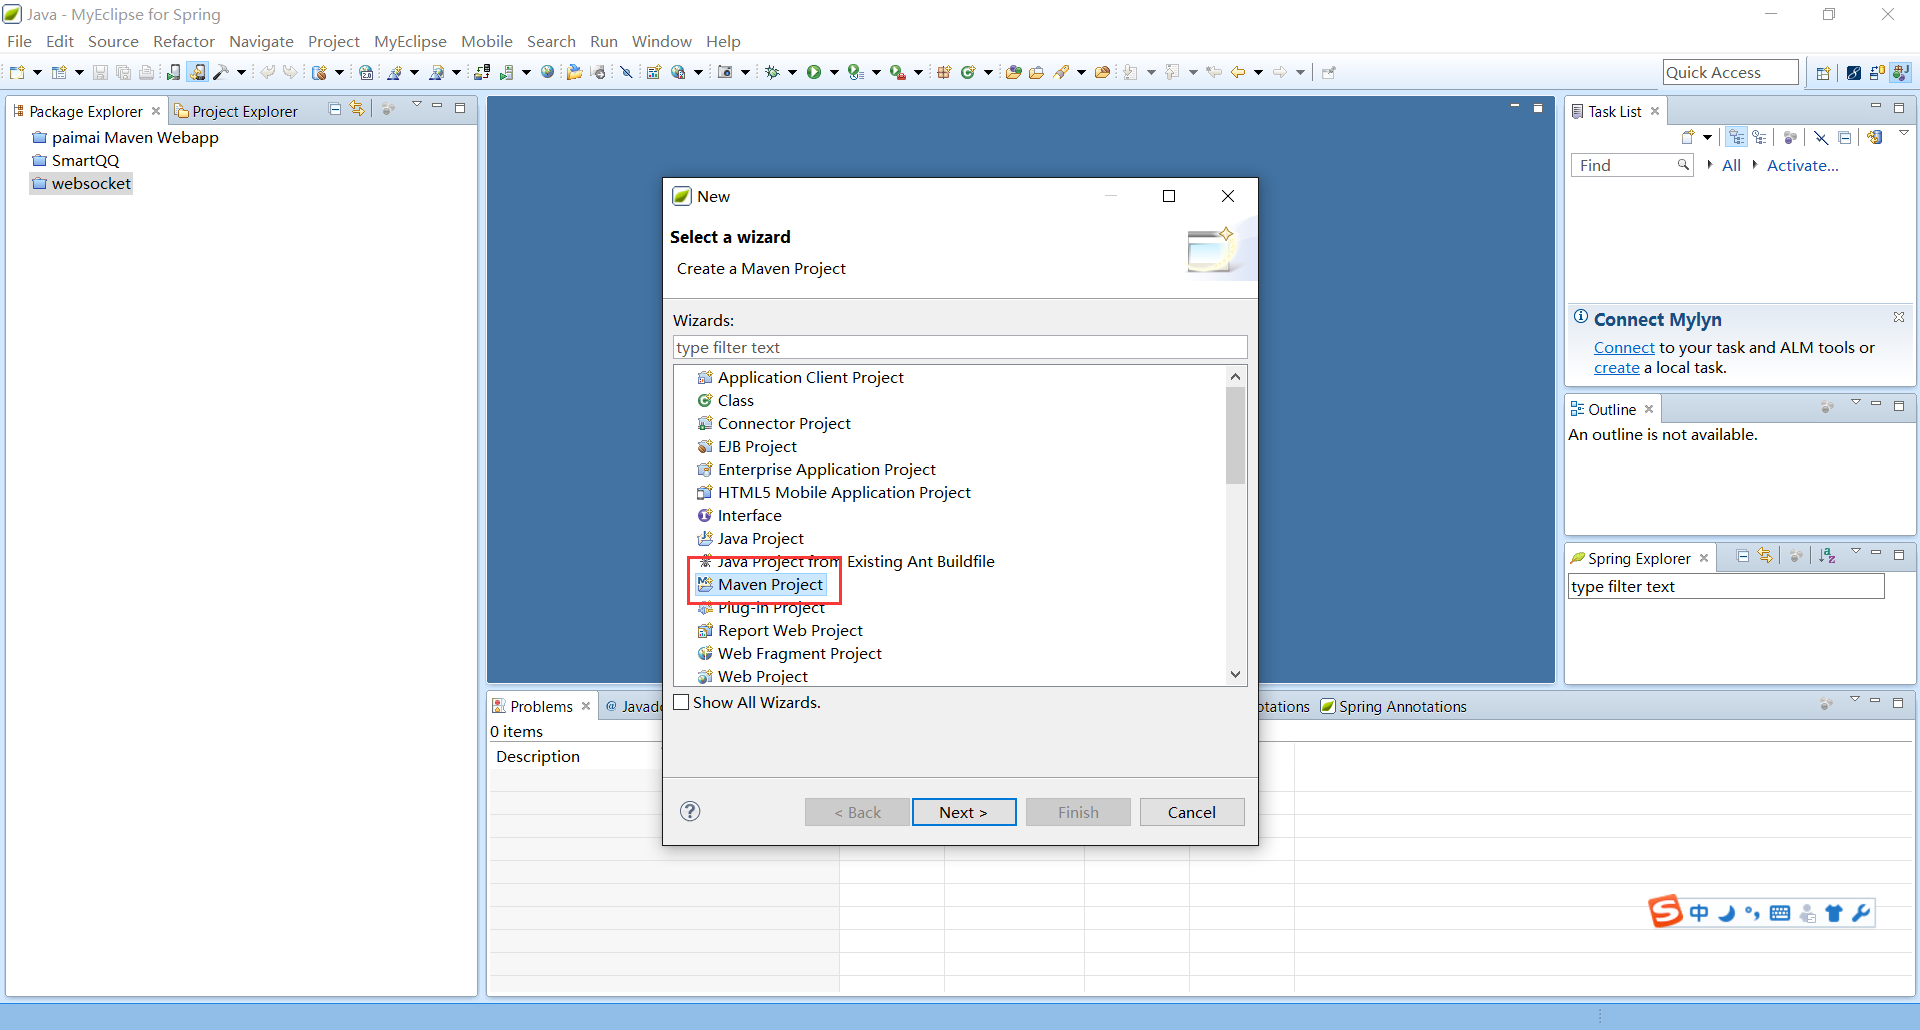 Java - MyEclipse for Spring
File Edit Source Refactor Navigate Project MyEclipse Mobile Search Run Window Help
Quick Access
Package Explorer
Project Explorer
paimai Maven Webapp
SmartQQ
websocket
New
Select a wizard
Create a Maven Project
Wizards:
type filter text
Application Client Project
Class
Connector Project
EJB Project
Enterprise Application Project
HTML5 Mobile Application Project
Interface
Java Project
Java Project from Existing Ant Buildfile
Maven Project
Plug-in Project
Report Web Project
Web Fragment Project
Web Project
Show All Wizards.
< Back Next > Finish Cancel
Task List
Find
All
Activate...
Connect Mylyn
Connect to your task and ALM tools or
create a local task.
Outline
An outline is not available.
Spring Explorer
type filter text
Problems
@ Javado
otations
Spring Annotations
0 items
Description
S 中